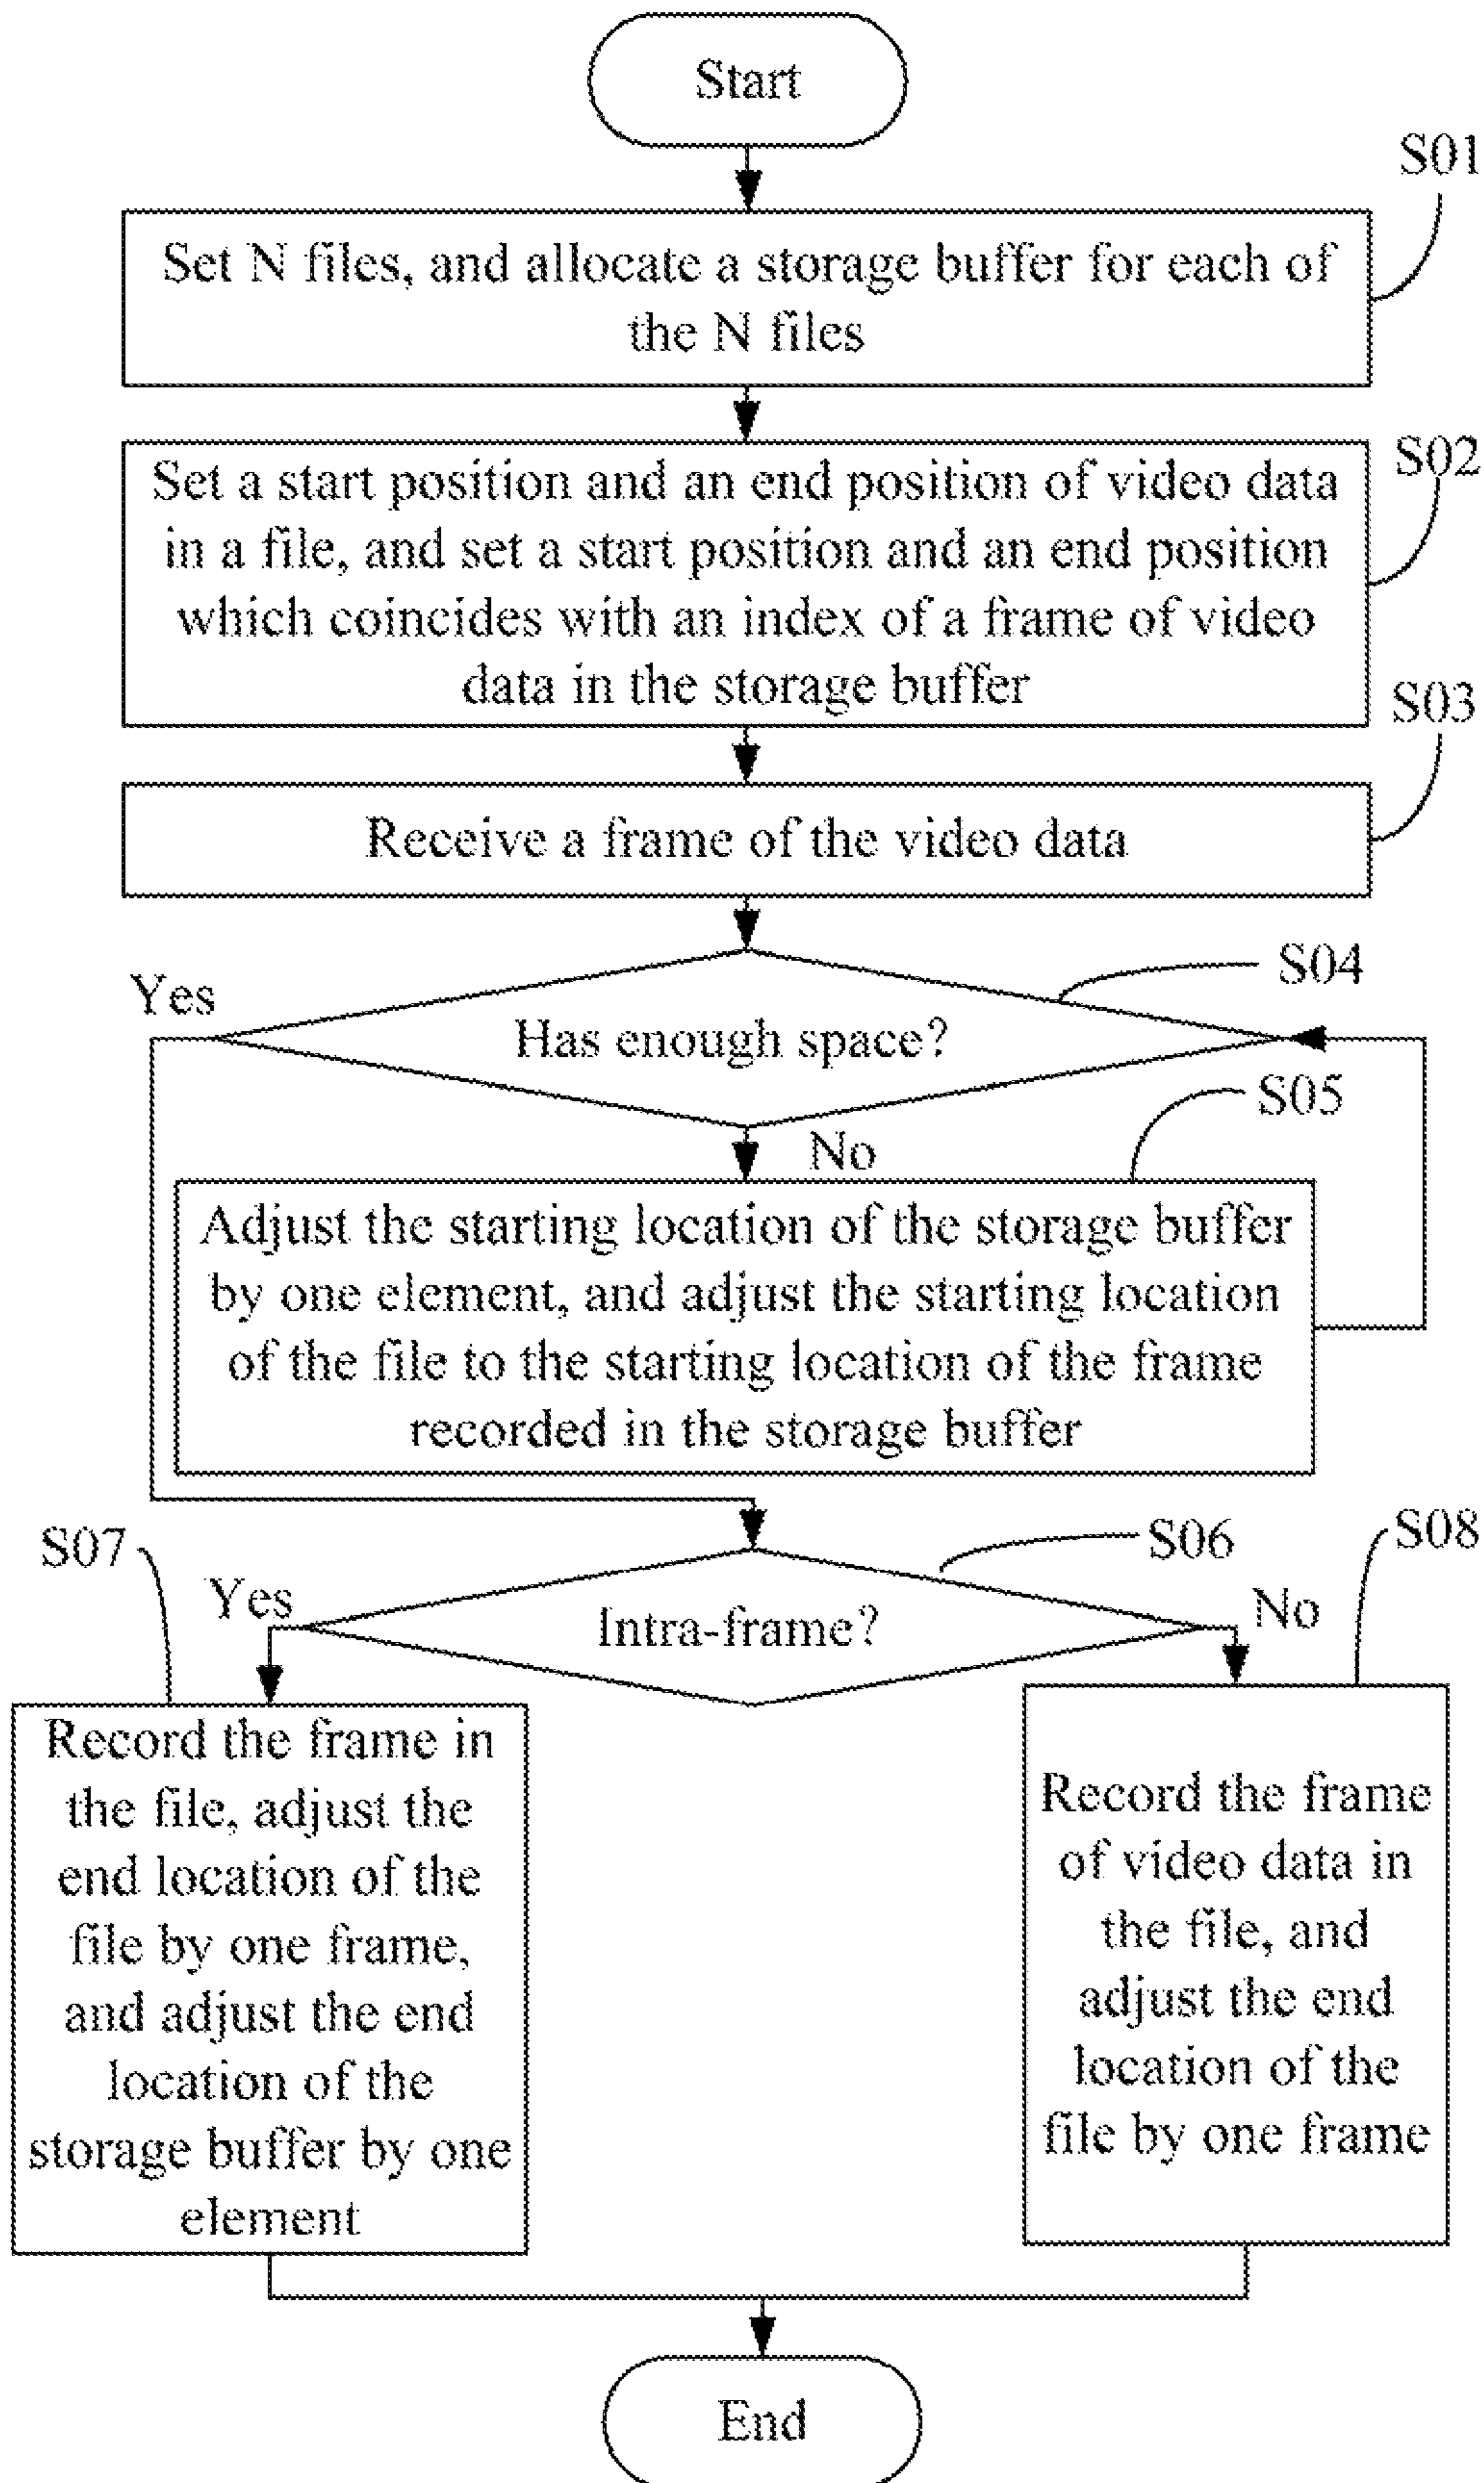 Start
S01
Set N files, and allocate a storage buffer for each of
the N files
S02
Set a start position and an end position of video data
in a file, and set a start position and an end position
which coincides with an index of a frame of video
data in the storage buffer
S03
Receive a frame of the video data
S04
Yes
Has enough space?
S05
No
Adjust the starting location of the storage buffer
by one element, and adjust the starting location
of the file to the starting location of the frame
recorded in the storage buffer
S07
S06
S08
Yes
Intra-frame?
No
Record the frame in
the file, adjust the
end location of the
file by one frame,
and adjust the end
location of the
storage buffer by one
element
Record the frame
of video data in
the file, and
adjust the end
location of the
file by one frame
End